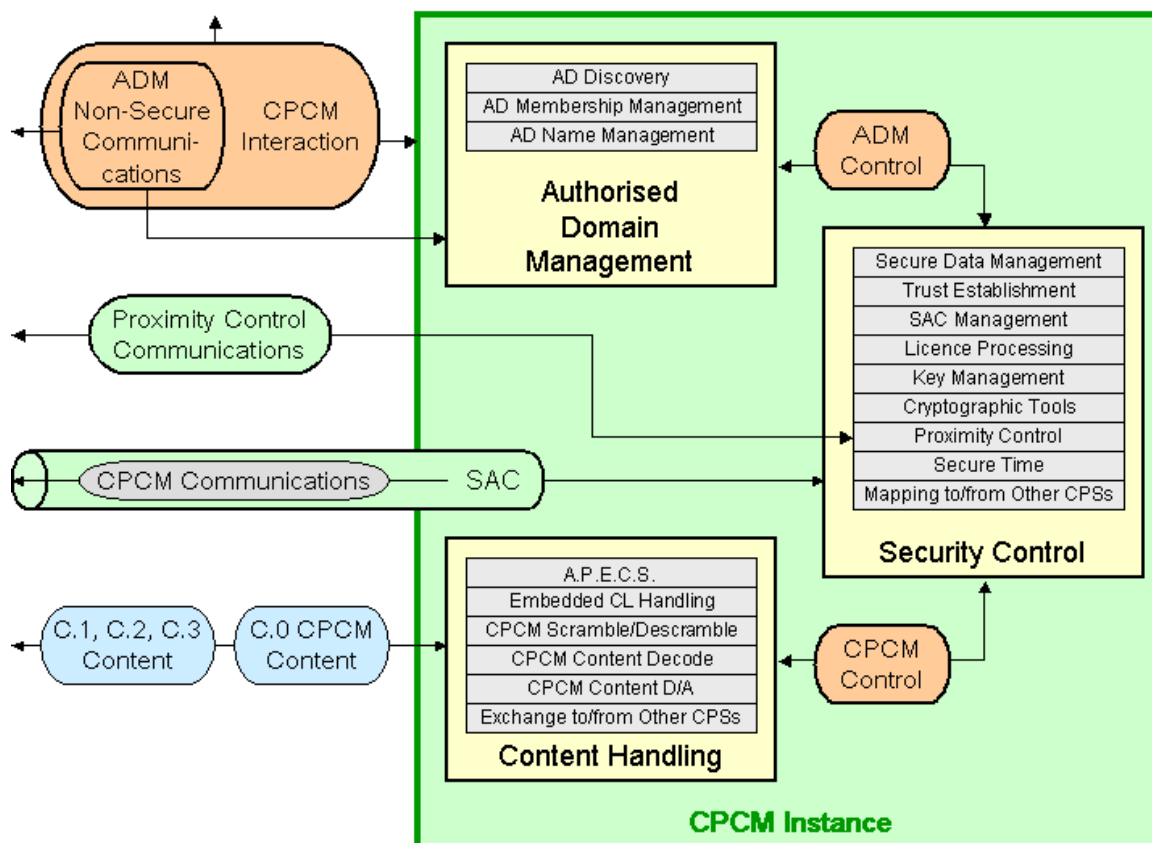 ADM
Non-Secure
Communi-
cations
CPCM
Interaction
AD Discovery
AD Membership Management
AD Name Management
Authorised
Domain
Management
ADM
Control
Proximity Control
Communications
Secure Data Management
Trust Establishment
SAC Management
Licence Processing
Key Management
Cryptographic Tools
Proximity Control
Secure Time
Mapping to/from Other CPSs
Security Control
CPCM Communications
SAC
C.1, C.2, C.3
Content
C.0 CPCM
Content
A.P.E.C.S.
Embedded CL Handling
CPCM Scramble/Descramble
CPCM Content Decode
CPCM Content D/A
Exchange to/from Other CPSs
Content Handling
CPCM
Control
CPCM Instance